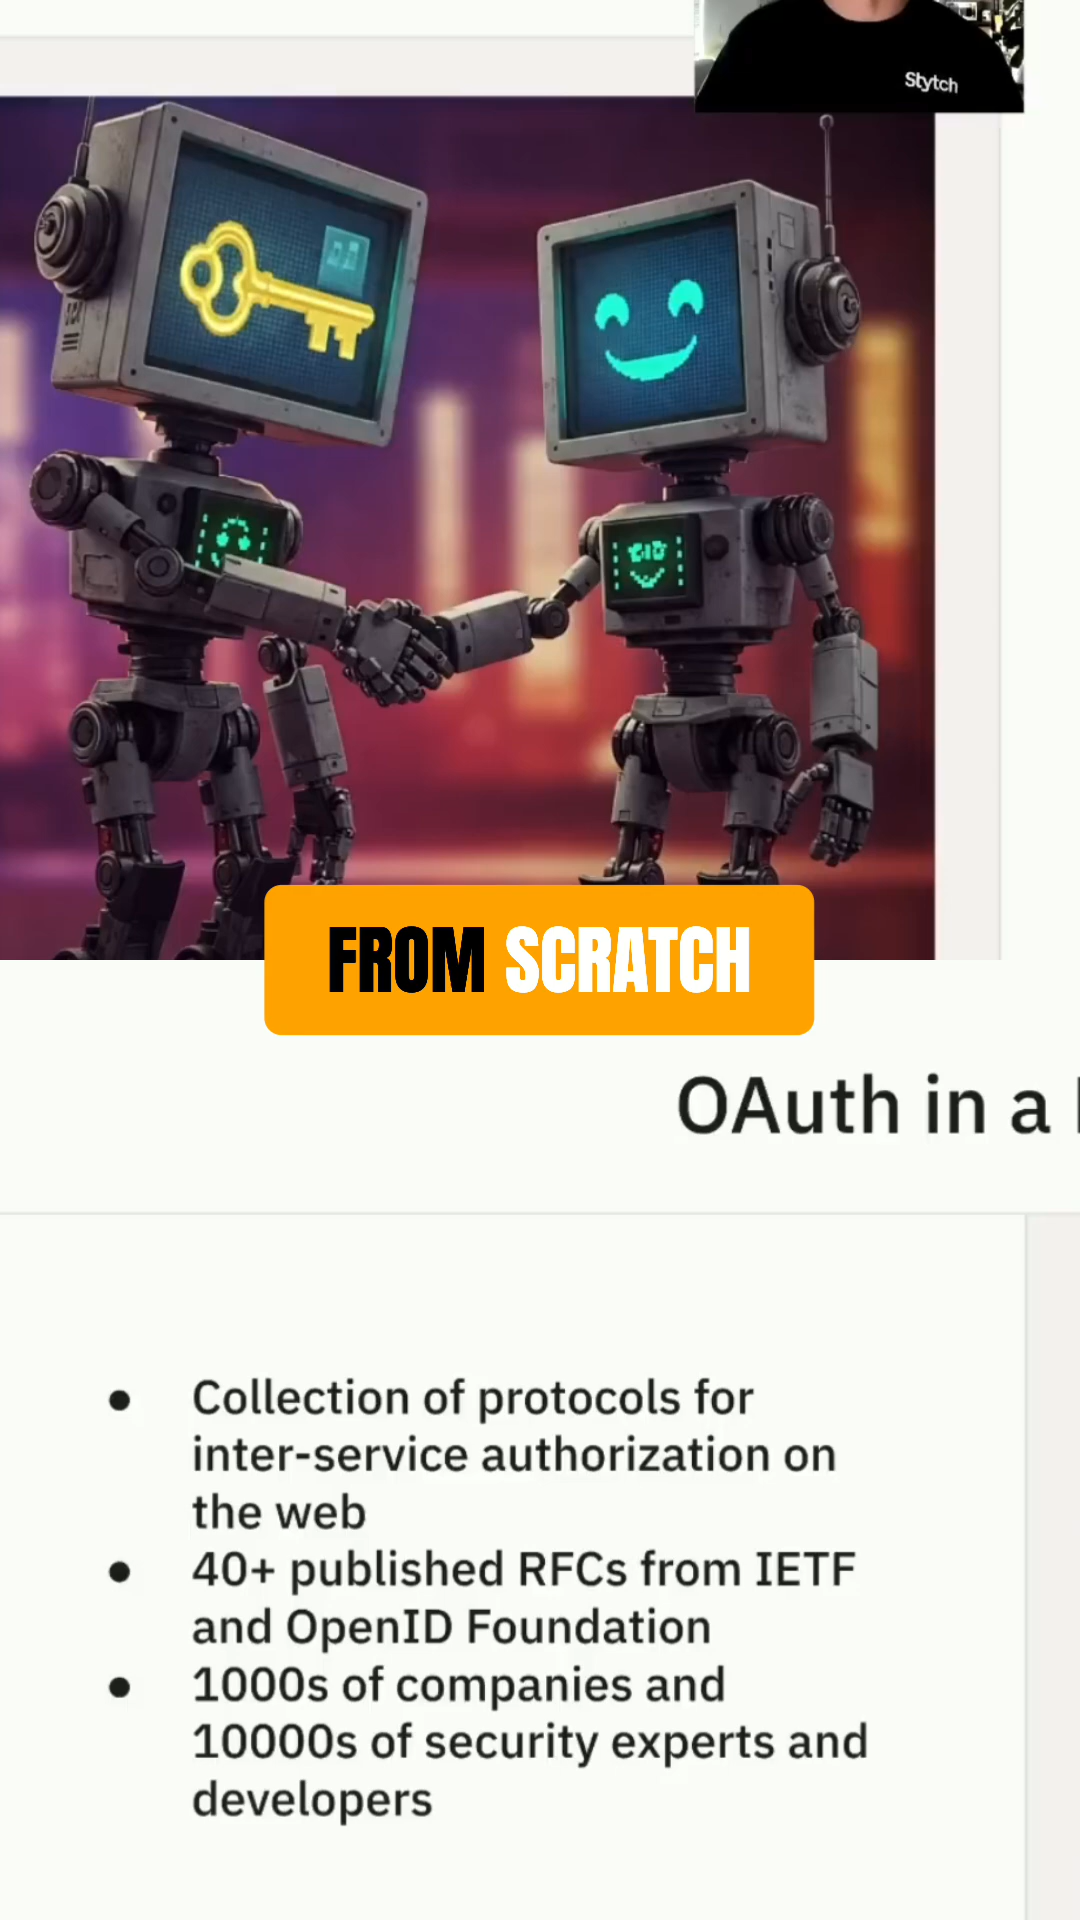 Stytch
FROM SCRATCH
OAuth in a
• Collection of protocols for
inter-service authorization on
the web
• 40+ published RFCs from IETF
and OpenID Foundation
• 1000s of companies and
10000s of security experts and
developers